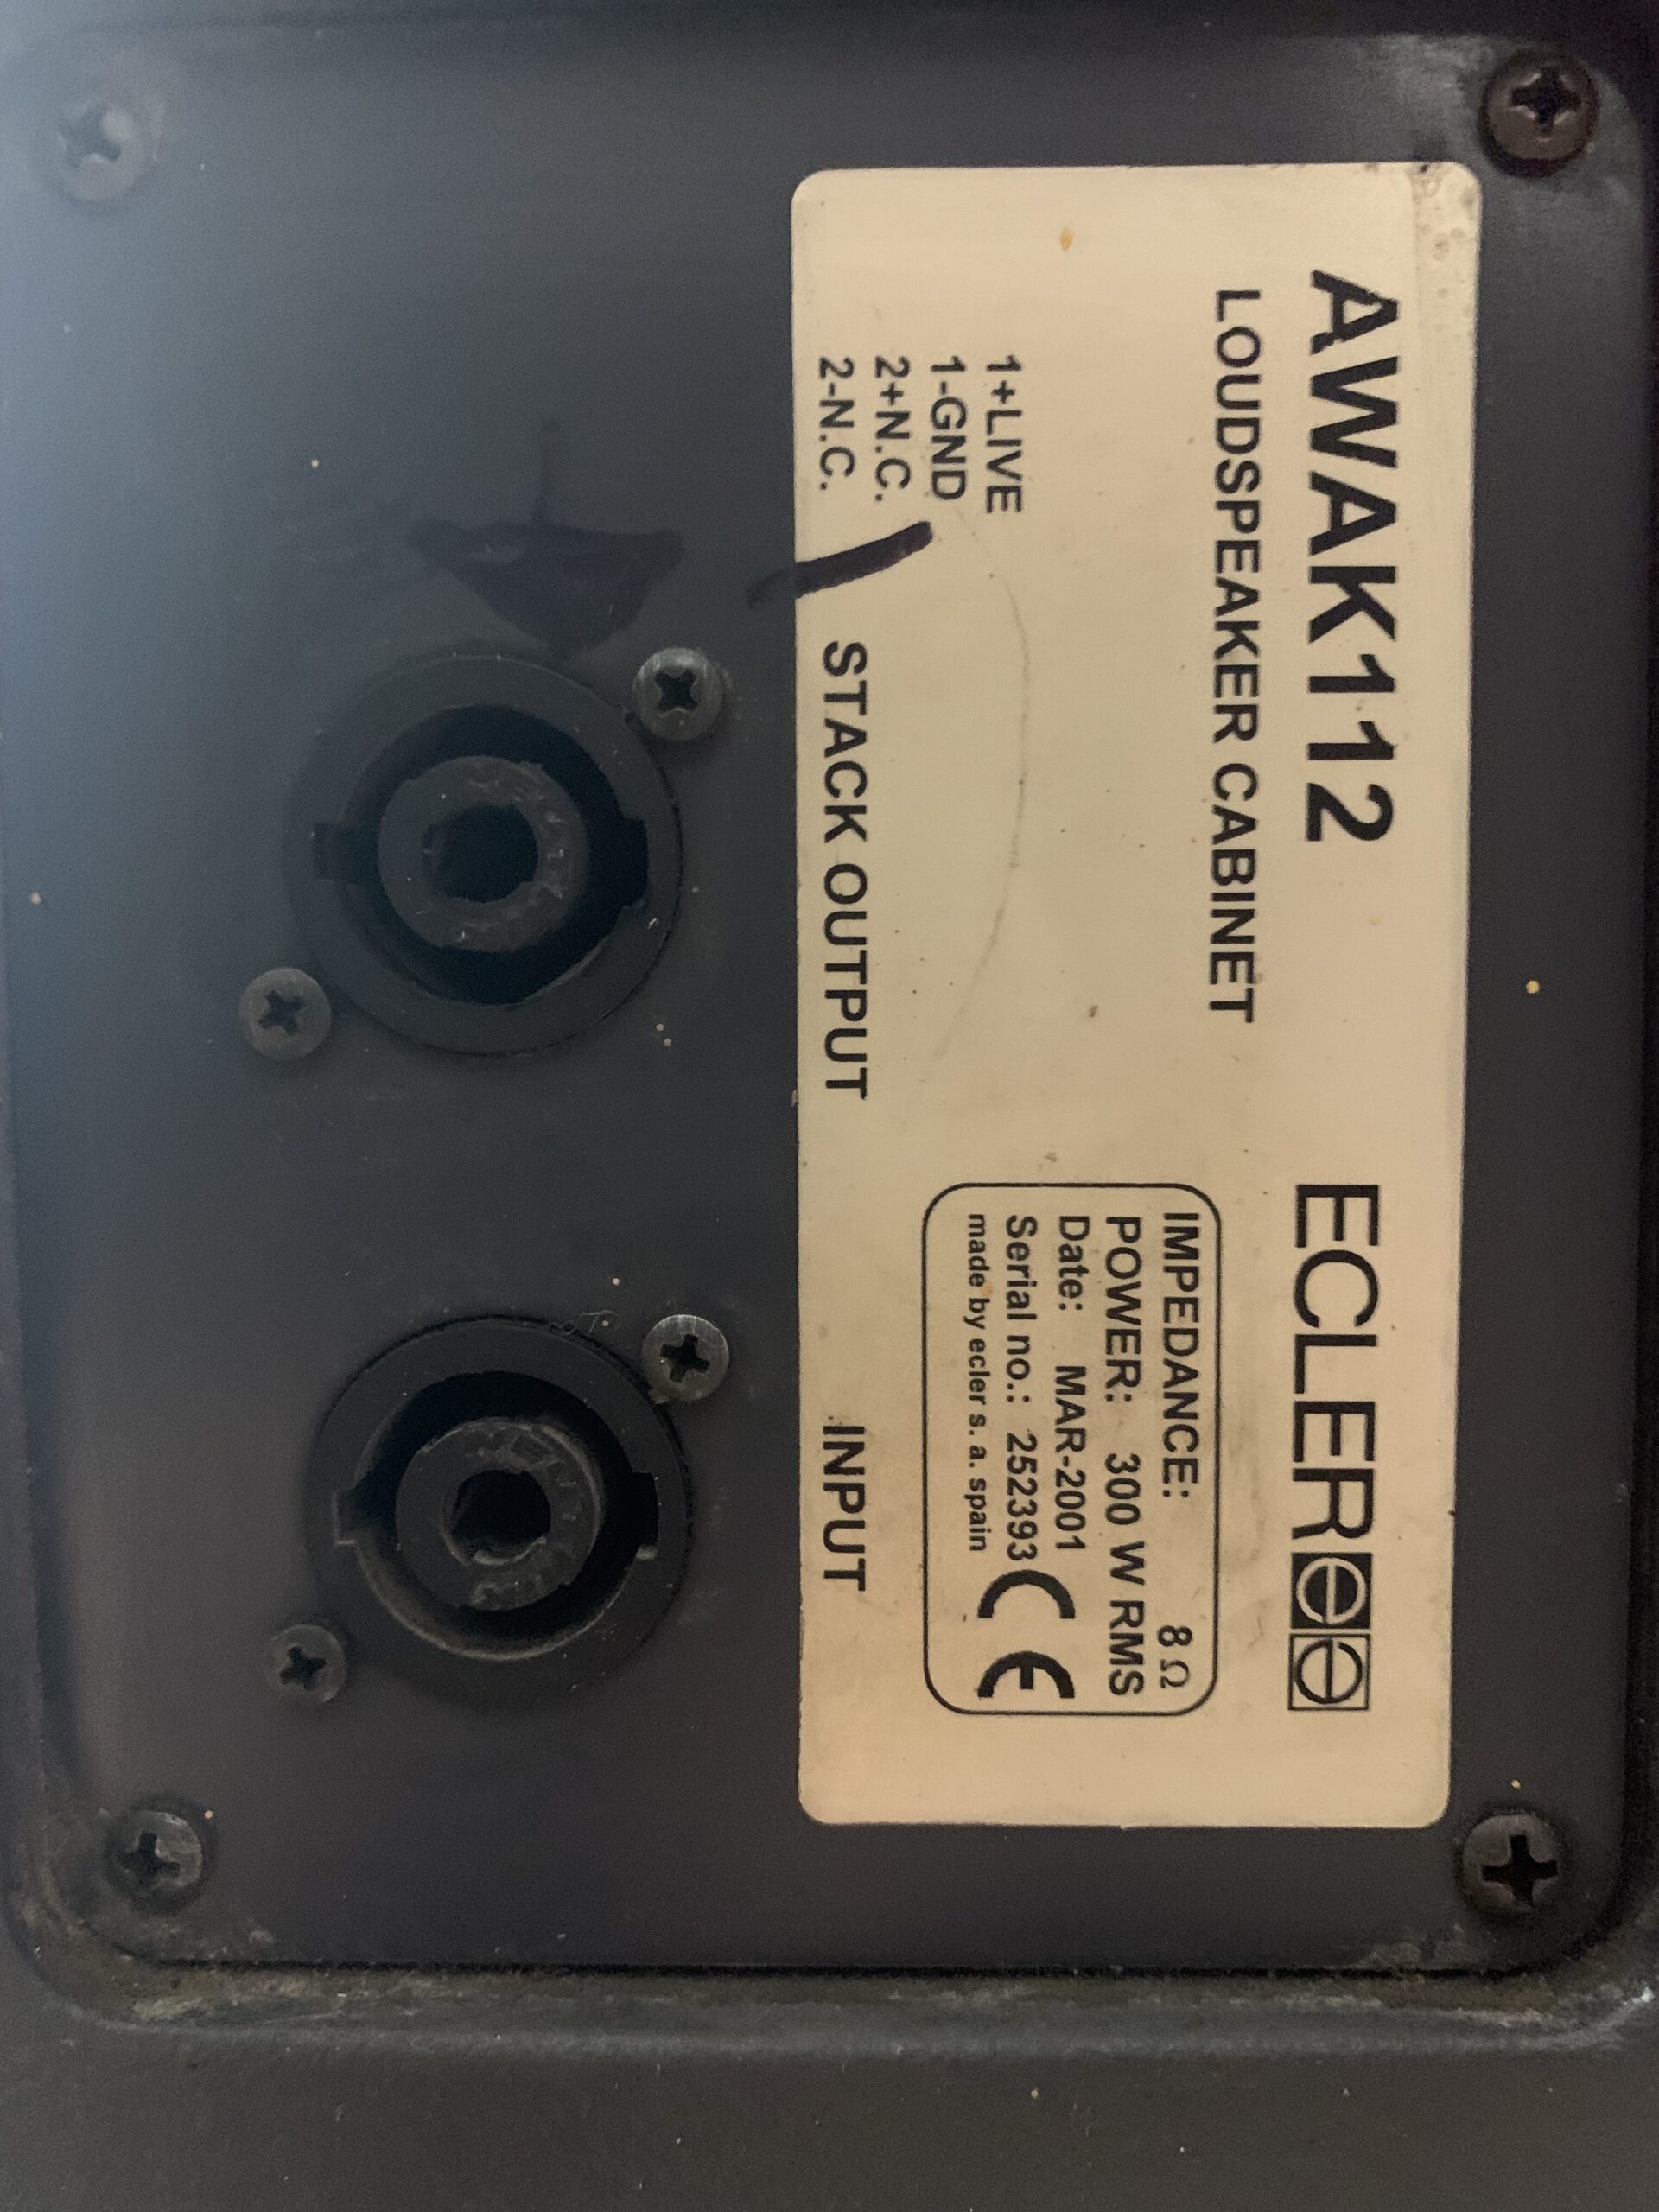 AWAK112
LOUDSPEAKER CABINET
ECLER
IMPEDANCE: 8 Ω
POWER: 300 W RMS
Date: MAR-2001
Serial no.: 252393
made by ecler s. a. spain
CE
1+LIVE
1-GND
2+N.C.
2-N.C.
STACK OUTPUT
INPUT